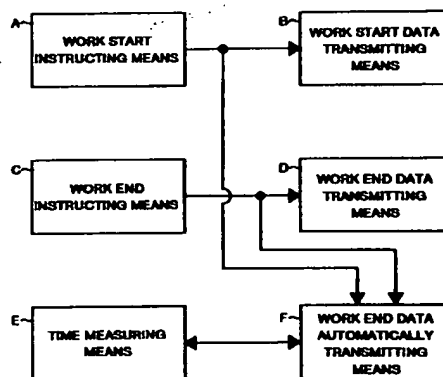 A
WORK START
INSTRUCTING MEANS
B
WORK START DATA
TRANSMITTING
MEANS
C
WORK END
INSTRUCTING MEANS
D
WORK END DATA
TRANSMITTING
MEANS
E
TIME MEASURING
MEANS
F
WORK END DATA
AUTOMATICALLY
TRANSMITTING
MEANS